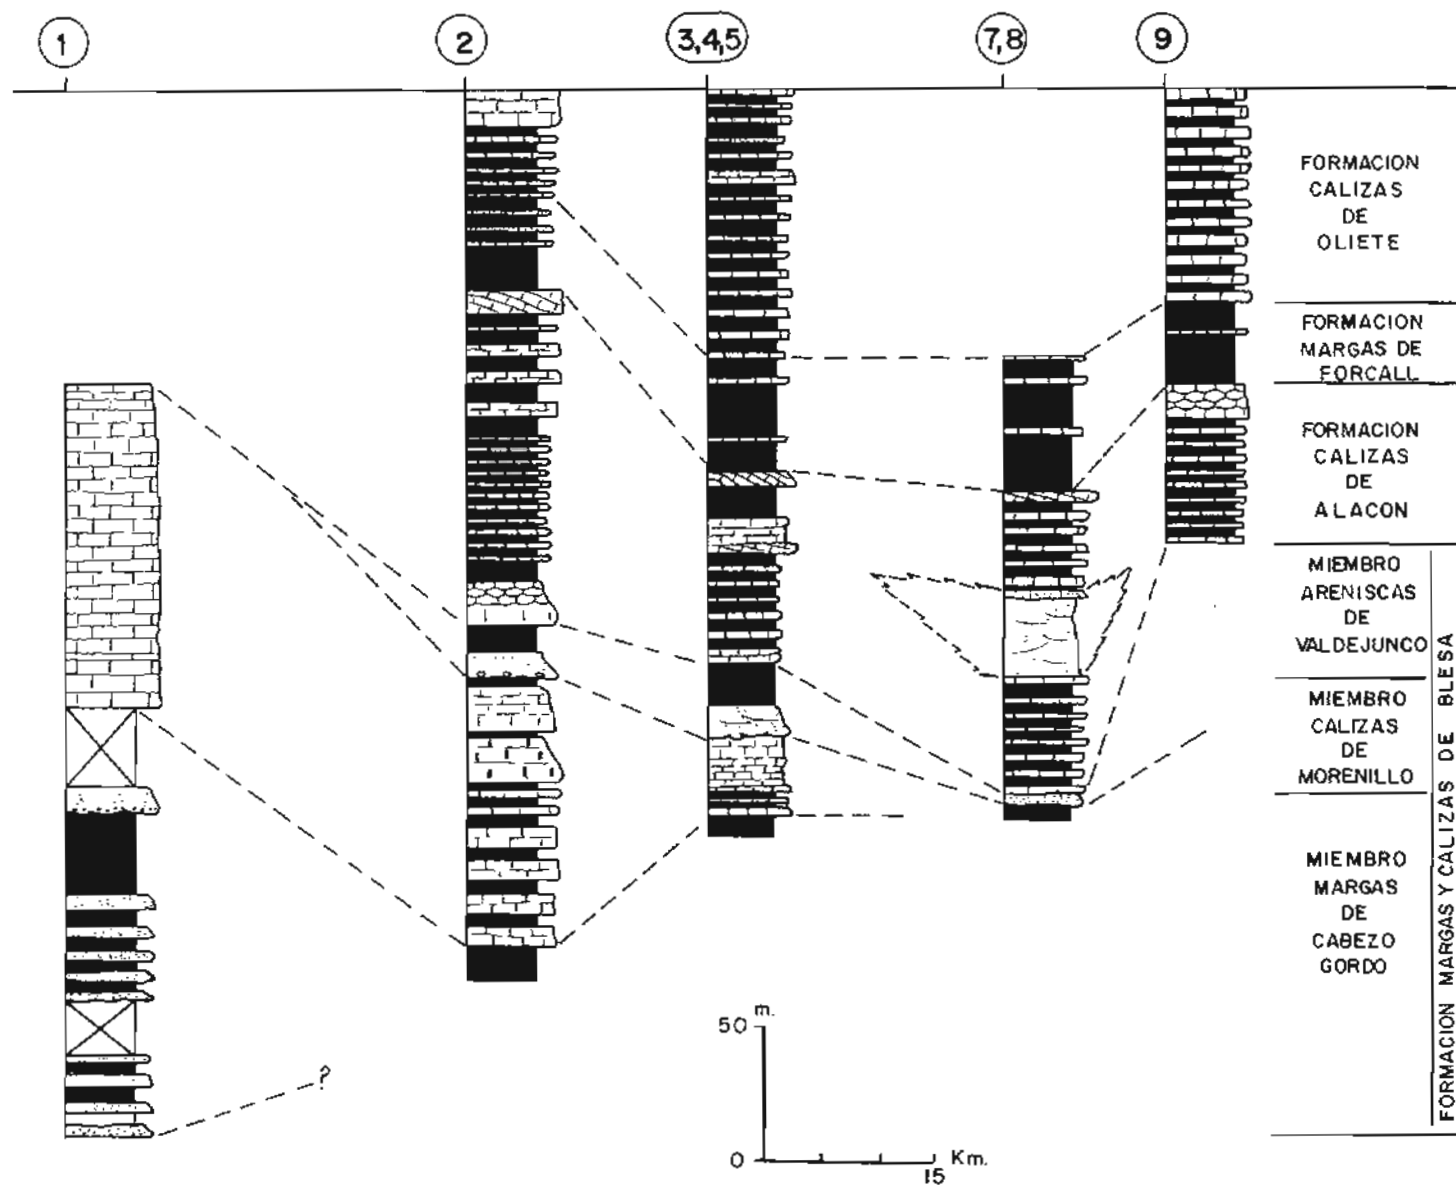 1
2
3,4,5
7,8
9
FORMACION
CALIZAS
DE
OLIETE
FORMACION
MARGAS DE
FORCALL
FORMACION
CALIZAS
DE
ALACON
MIEMBRO
ARENISCAS
DE
VALDEJUNCO
MIEMBRO
CALIZAS
DE
MORENILLO
MIEMBRO
MARGAS
DE
CABEZO
GORDO
FORMACION MARGAS Y CALIZAS DE BLESA
?
m.
50
0
Km.
15